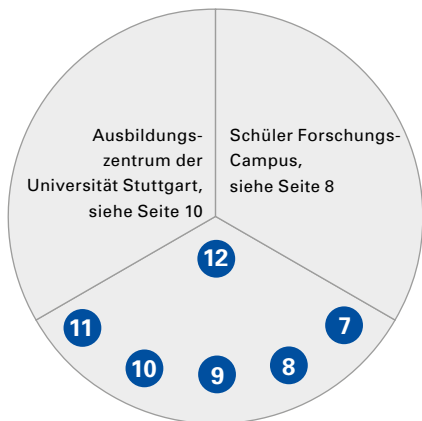 Ausbildungs-
zentrum der
Universität Stuttgart,
siehe Seite 10
Schüler Forschungs-
Campus,
siehe Seite 8
12
11
7
10
9
8